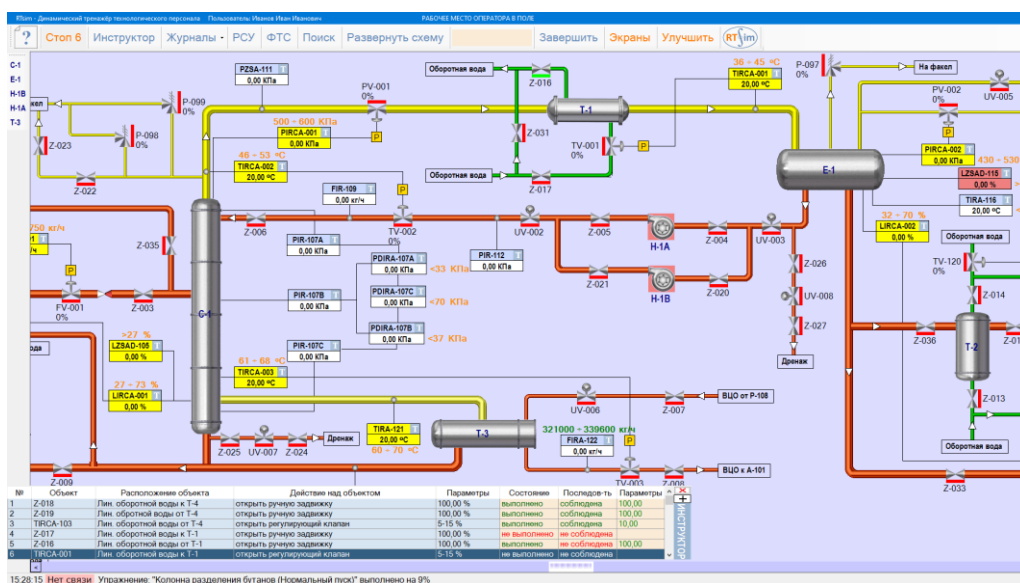 RTsim - Динамический тренажёр технологического персонала Пользователь: Иванов Иван Иванович РАБОЧЕЕ МЕСТО ОПЕРАТОРА В ПОЛЕ
? Стоп 6 Инструктор Журналы РСУ ФТС Поиск Развернуть схему Завершить Экраны Улучшить RTsim
C-1
E-1
H-1B
H-1A
T-3
PZSA-111 T
0,00 КПа
PV-001
0%
Оборотная вода
Z-016
36 ÷ 45 ºC
TIRCA-001 T
20,00 ºC
P-097
0%
На факел
PV-002
0%
UV-005
P-099
0%
P-098
0%
Z-023
Z-022
500 ÷ 600 КПа
PIRCA-001 T
0,00 КПа
P
T-1
Z-031
TV-001
0%
P
P
PIRCA-002 T
0,00 КПа
430 ÷ 530
46 ÷ 53 ºC
TIRCA-002 T
20,00 ºC
P
Оборотная вода
Z-017
E-1
LZSAD-115 T
0,00 %
FIR-109 T
0,00 кг/ч
TIRA-116 T
20,00 ºC
32 ÷ 70 %
LIRCA-002 T
0,00 %
750 кг/ч
Z-035
Z-006
TV-002
0%
UV-002
Z-005
H-1A
Z-004
UV-003
Оборотная вода
PIR-107A T
0,00 КПа
PDIRA-107A T
0,00 КПа
<33 КПа
PIR-112 T
0,00 КПа
TV-120
0%
P
FV-001
0%
Z-003
C-1
PIR-107B T
0,00 КПа
PDIRA-107C T
0,00 КПа
<70 КПа
Z-021
H-1B
Z-020
Z-026
UV-008
Z-014
Z-027
PDIRA-107B T
0,00 КПа
<37 КПа
>27 %
LZSAD-105 T
0,00 %
PIR-107C T
0,00 КПа
Дренаж
Z-036
T-2
61 ÷ 68 ºC
TIRCA-003 T
20,00 ºC
27 ÷ 73 %
LIRCA-001 T
0,00 %
UV-006
Z-007
ВЦО от Р-108
Z-013
TIRA-121 T
20,00 ºC
60 ÷ 70 ºC
T-3
321000 ÷ 339600 кг/ч
FIRA-122 T
0,00 кг/ч
P
Z-025
UV-007
Z-024
Дренаж
Оборотная вода
Z-009
TV-003
Z-008
ВЦО к А-101
Z-033
№ Объект Расположение объекта Действие над объектом Параметры Состояние Последов-ть Параметры
1 Z-018 Лин. оборотной воды к Т-4 открыть ручную задвижку 100,00 % выполнено соблюдена 100,00
2 Z-019 Лин. оборотной воды от Т-4 открыть ручную задвижку 100,00 % выполнено соблюдена 100,00
3 TIRCA-103 Лин. оборотной воды от Т-4 открыть регулирующий клапан 5-15 % выполнено соблюдена 10,00
4 Z-017 Лин. оборотной воды к Т-1 открыть ручную задвижку 100,00 % не выполнено не соблюдена
5 Z-016 Лин. оборотной воды от Т-1 открыть ручную задвижку 100,00 % выполнено не соблюдена 100,00
6 TIRCA-001 Лин. оборотной воды к Т-1 открыть регулирующий клапан 5-15 % не выполнено не соблюдена
ИНСТРУКТОР
15:28:15 Нет связи Упражнение: "Колонна разделения бутанов (Нормальный пуск)" выполнено на 9%